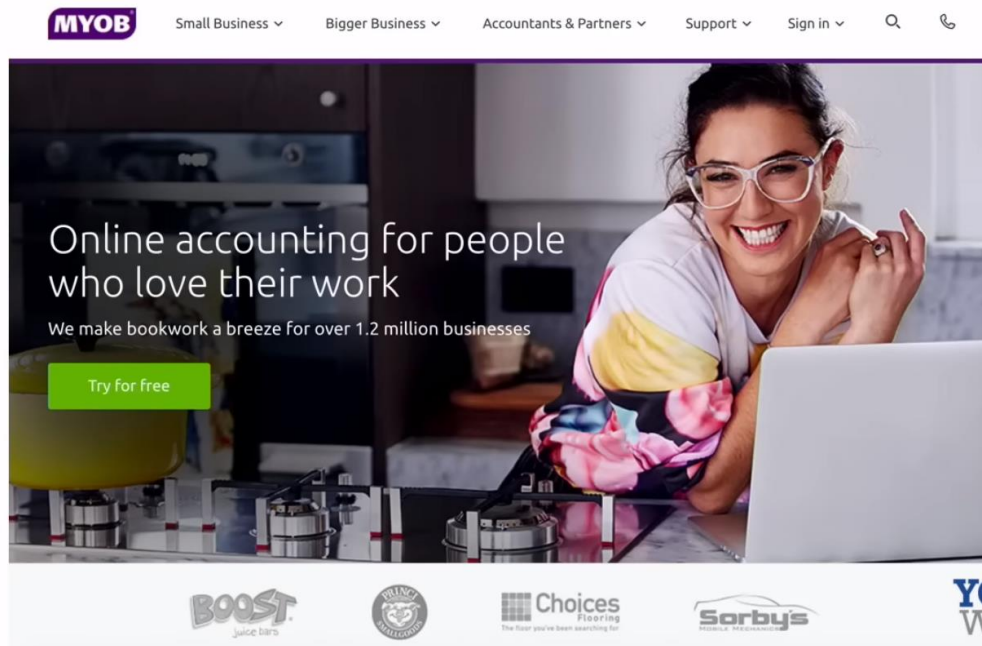 MYOB
Small Business
Bigger Business
Accountants & Partners
Support
Sign in
Online accounting for people
who love their work
We make bookwork a breeze for over 1.2 million businesses
Try for free
BOOST
juice bars
PRINCI
SMALLGOODS
Choices
Flooring
The floor you've been searching for
Sorby's
MOBILE MECHANICS